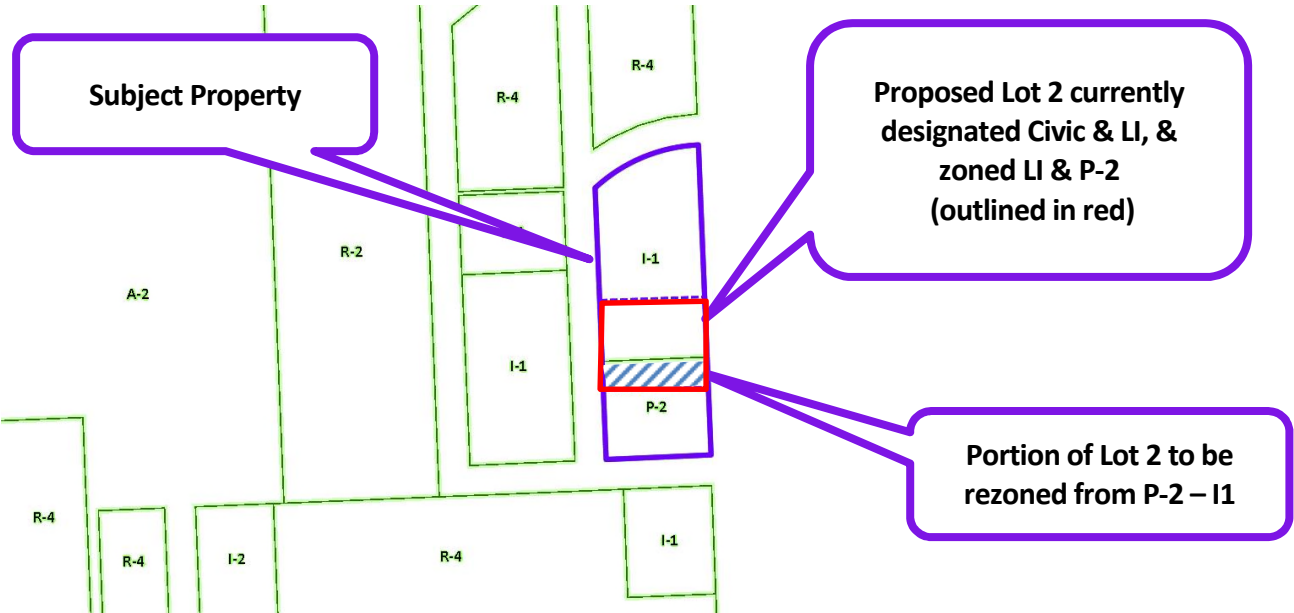 Subject Property
Proposed Lot 2 currently
designated Civic & LI, &
zoned LI & P-2
(outlined in red)
R-4
R-4
R-2
I-1
A-2
I-1
P-2
Portion of Lot 2 to be
rezoned from P-2 – I1
R-4
R-4
I-2
R-4
I-1